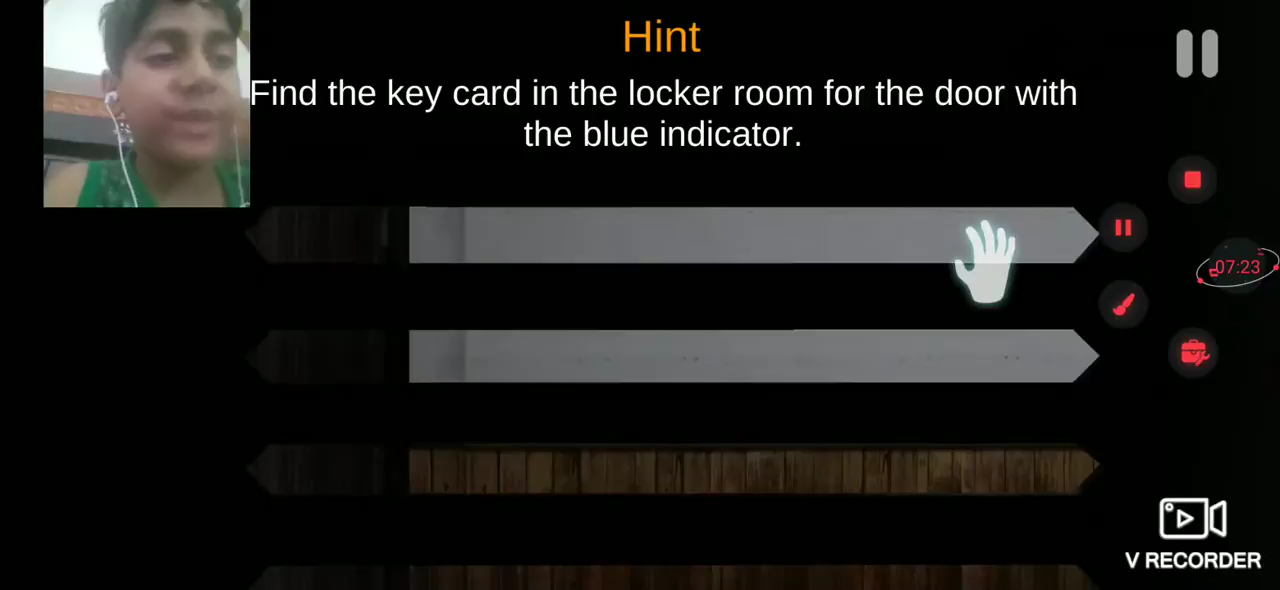 Hint
Find the key card in the locker room for the door with
the blue indicator.
07:23
V RECORDER